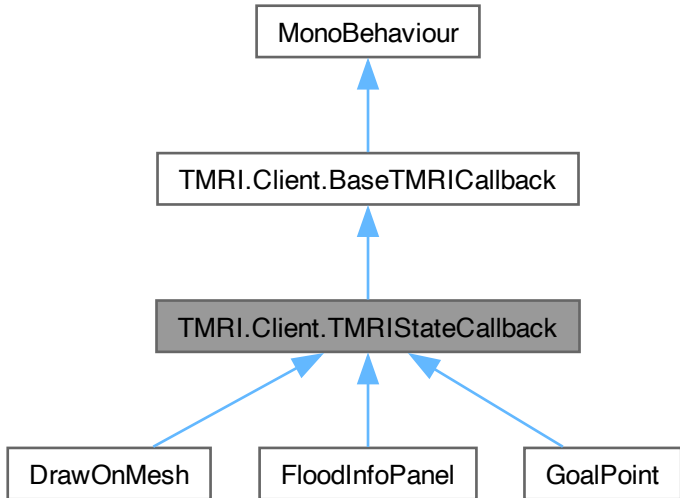 MonoBehaviour
TMRI.Client.BaseTMRICallback
TMRI.Client.TMRIStateCallback
DrawOnMesh
FloodInfoPanel
GoalPoint